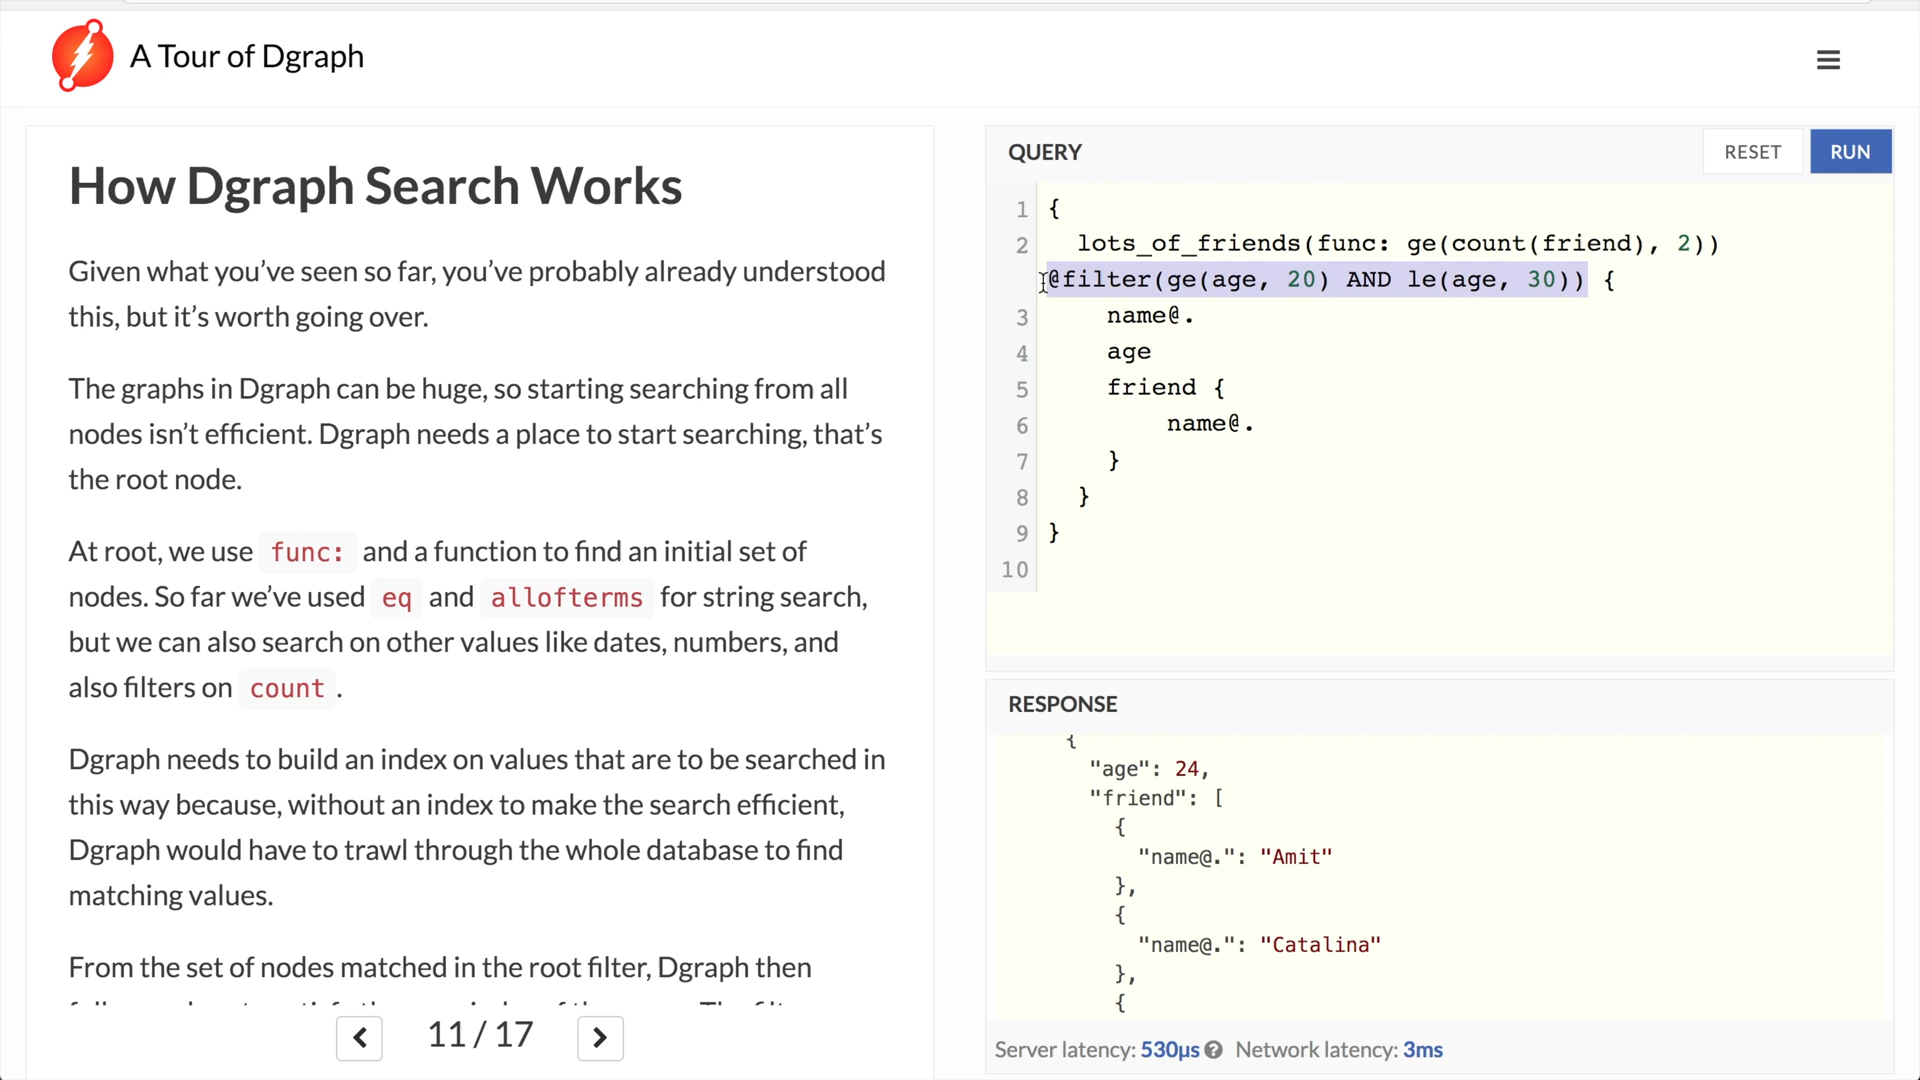 A Tour of Dgraph
How Dgraph Search Works
Given what you’ve seen so far, you’ve probably already understood
this, but it’s worth going over.
The graphs in Dgraph can be huge, so starting searching from all
nodes isn’t efficient. Dgraph needs a place to start searching, that’s
the root node.
At root, we use func: and a function to find an initial set of
nodes. So far we’ve used eq and allofterms for string search,
but we can also search on other values like dates, numbers, and
also filters on count .
Dgraph needs to build an index on values that are to be searched in
this way because, without an index to make the search efficient,
Dgraph would have to trawl through the whole database to find
matching values.
From the set of nodes matched in the root filter, Dgraph then
11 / 17
QUERY
RESET
RUN
1 {
2 lots_of_friends(func: ge(count(friend), 2))
@filter(ge(age, 20) AND le(age, 30)) {
3 name@.
4 age
5 friend {
6 name@.
7 }
8 }
9 }
10
RESPONSE
{
"age": 24,
"friend": [
{
"name@.": "Amit"
},
{
"name@.": "Catalina"
},
{
Server latency: 530µs ? Network latency: 3ms